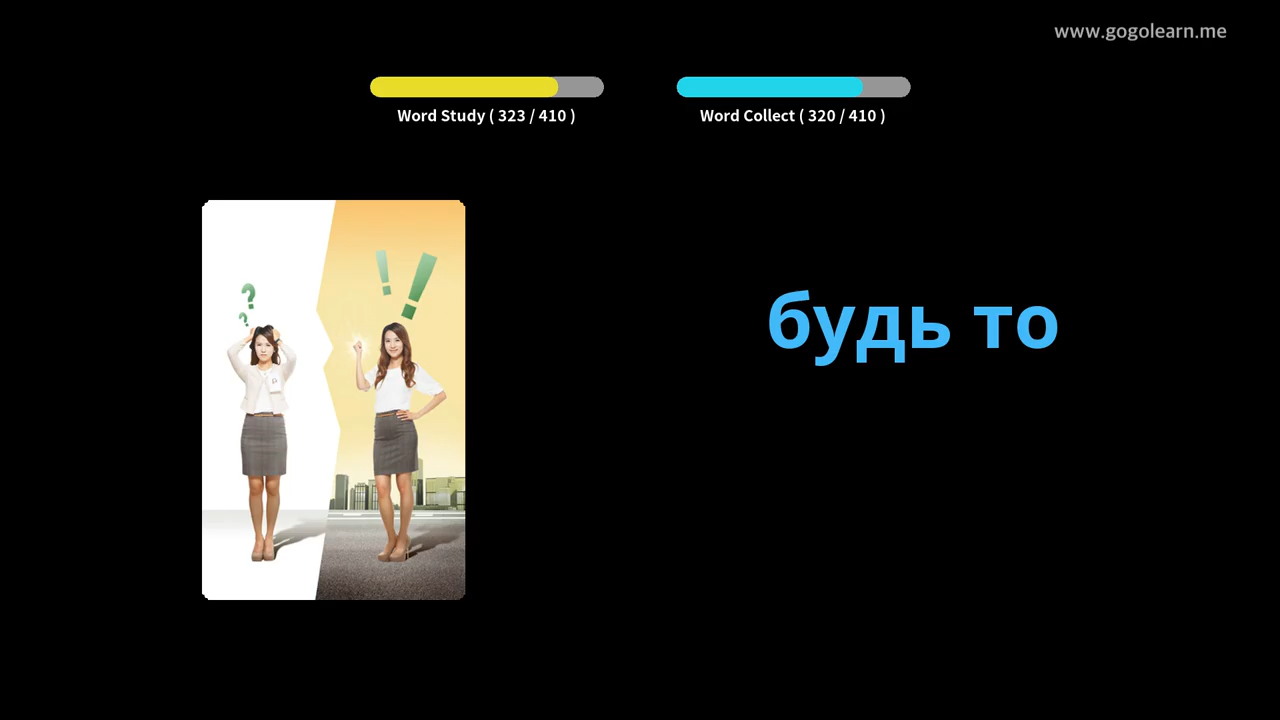 www.gogolearn.me
Word Study ( 323 / 410 )
Word Collect ( 320 / 410 )
? ?
! !
будь то